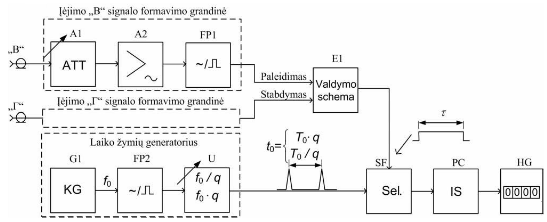 Įėjimo „B" signalo formavimo grandinė
„B"
A1
A2
FP1
E1
ATT
~/⎍
Paleidimas
Stabdymas
Valdymo
schema
„Γ"
Įėjimo „Γ" signalo formavimo grandinė
Laiko žymių generatorius
t₀={ T₀· q
T₀ / q
τ
G1
FP2
U
SF
PC
HG
KG
f₀
~/⎍
f₀ / q
f₀· q
Sel.
IS
0000